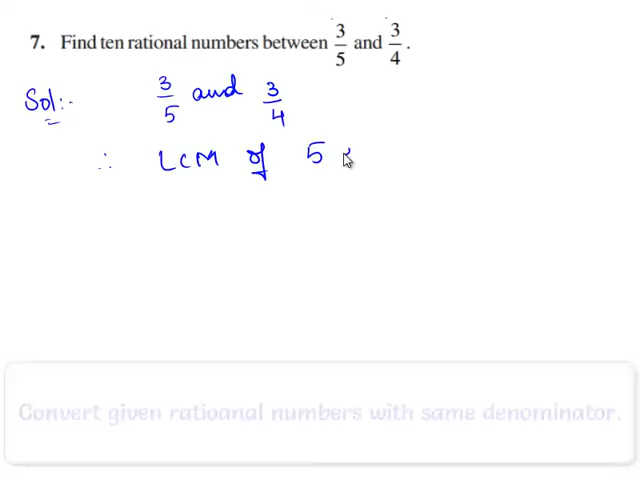 7. Find ten rational numbers between 3/5 and 3/4.
Sol:- 3/5 and 3/4
∴ LCM of 5
Convert given ratioanal numbers with same denorninator.